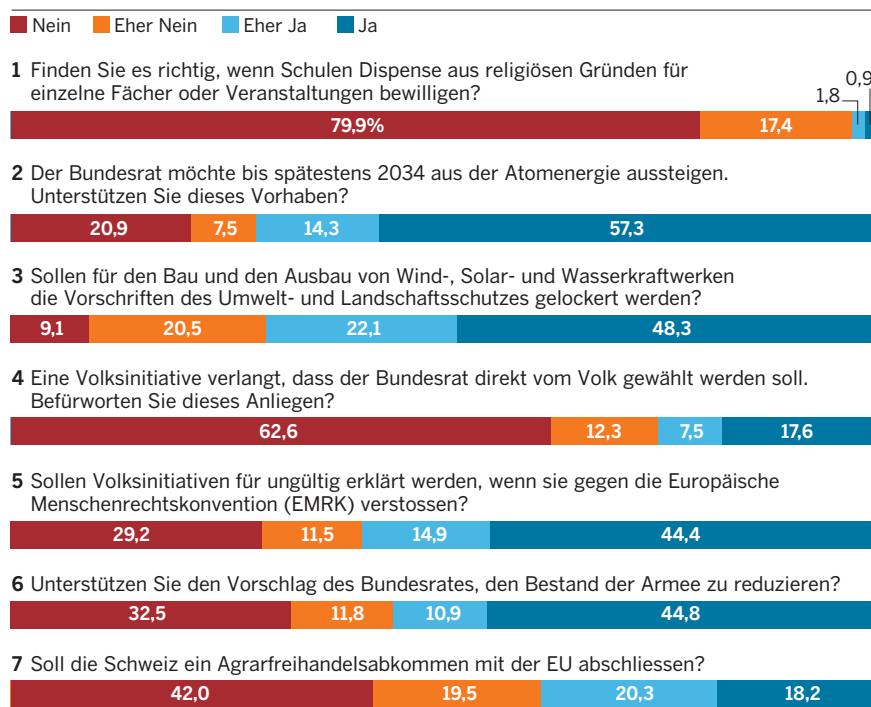 Nein Eher Nein Eher Ja Ja
1 Finden Sie es richtig, wenn Schulen Dispense aus religiösen Gründen für
einzelne Fächer oder Veranstaltungen bewilligen?
0,9
1,8
79,9% 17,4
2 Der Bundesrat möchte bis spätestens 2034 aus der Atomenergie aussteigen.
Unterstützen Sie dieses Vorhaben?
20,9 7,5 14,3 57,3
3 Sollen für den Bau und den Ausbau von Wind-, Solar- und Wasserkraftwerken
die Vorschriften des Umwelt- und Landschaftsschutzes gelockert werden?
9,1 20,5 22,1 48,3
4 Eine Volksinitiative verlangt, dass der Bundesrat direkt vom Volk gewählt werden soll.
Befürworten Sie dieses Anliegen?
62,6 12,3 7,5 17,6
5 Sollen Volksinitiativen für ungültig erklärt werden, wenn sie gegen die Europäische
Menschenrechtskonvention (EMRK) verstossen?
29,2 11,5 14,9 44,4
6 Unterstützen Sie den Vorschlag des Bundesrates, den Bestand der Armee zu reduzieren?
32,5 11,8 10,9 44,8
7 Soll die Schweiz ein Agrarfreihandelsabkommen mit der EU abschliessen?
42,0 19,5 20,3 18,2